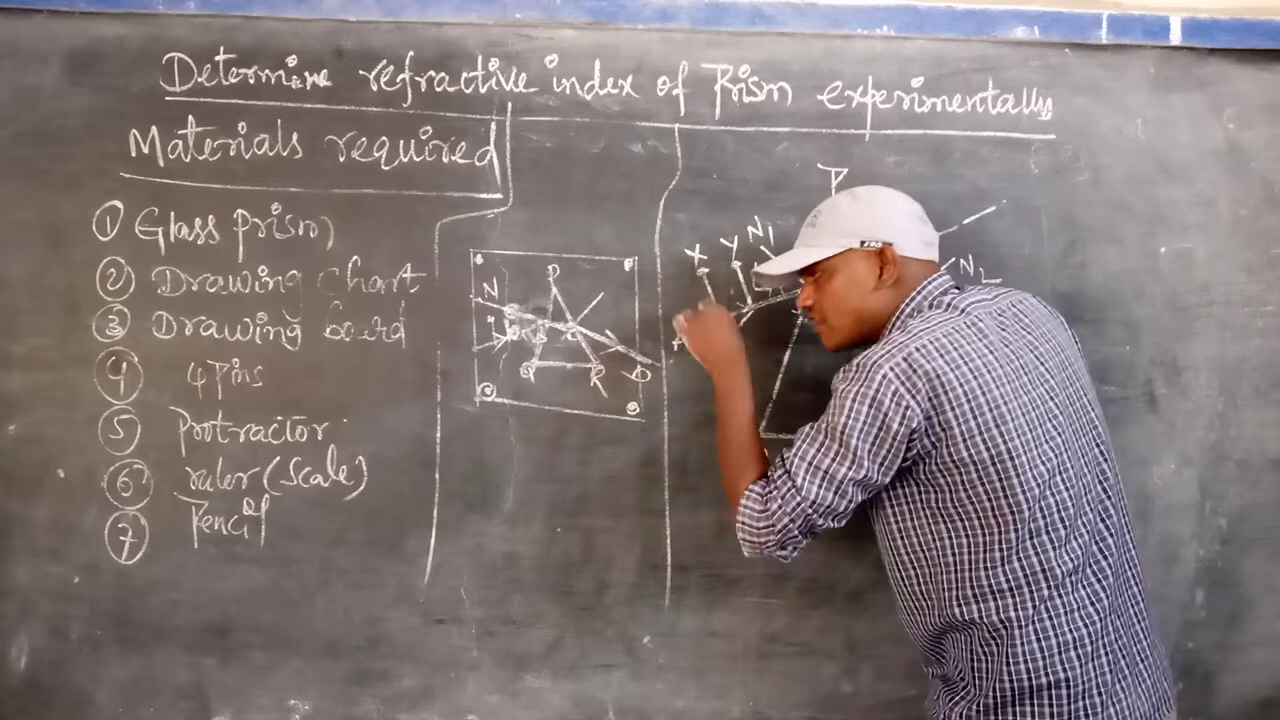 Determine refractive index of Prism experimentally
Materials required
① Glass prism
② Drawing chart
③ Drawing board
④ 4 Pins
⑤ protractor
⑥ ruler (scale)
⑦ Pencil
P
N
Q
R
P
X
Y
N1
N2